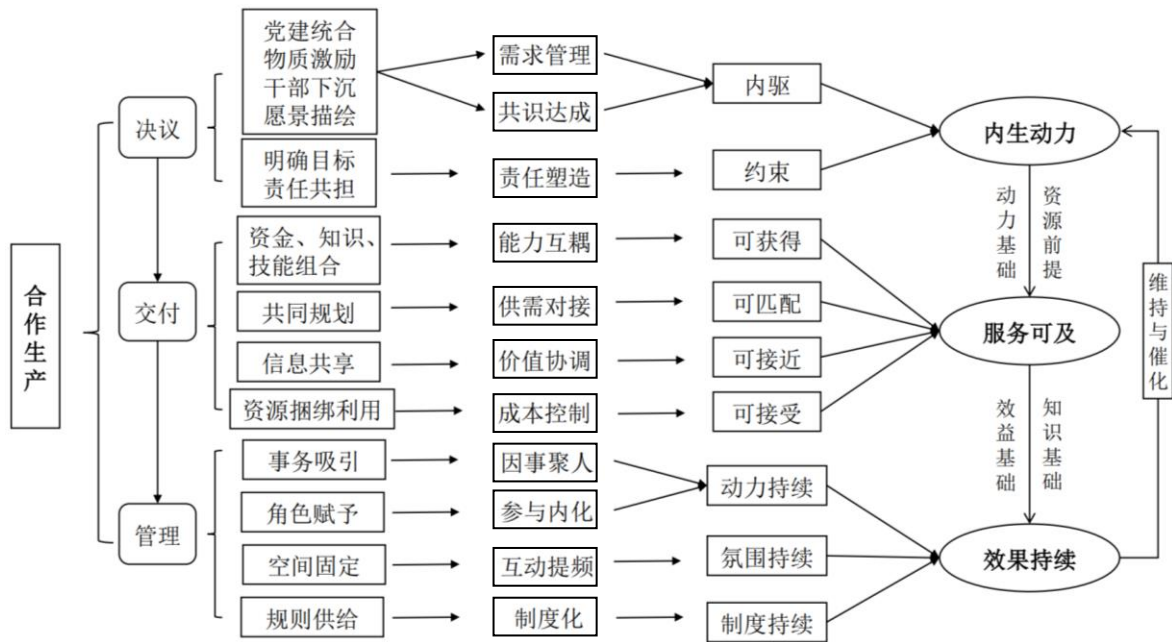 合作生产
决议
党建统合
物质激励
干部下沉
愿景描绘
需求管理
共识达成
内驱
明确目标
责任共担
责任塑造
约束
内生动力
动力基础
资源前提
交付
资金、知识、
技能组合
能力互耦
可获得
共同规划
供需对接
可匹配
信息共享
价值协调
可接近
资源捆绑利用
成本控制
可接受
服务可及
效益基础
知识基础
管理
事务吸引
因事聚人
角色赋予
参与内化
动力持续
空间固定
互动提频
氛围持续
规则供给
制度化
制度持续
效果持续
维持与催化